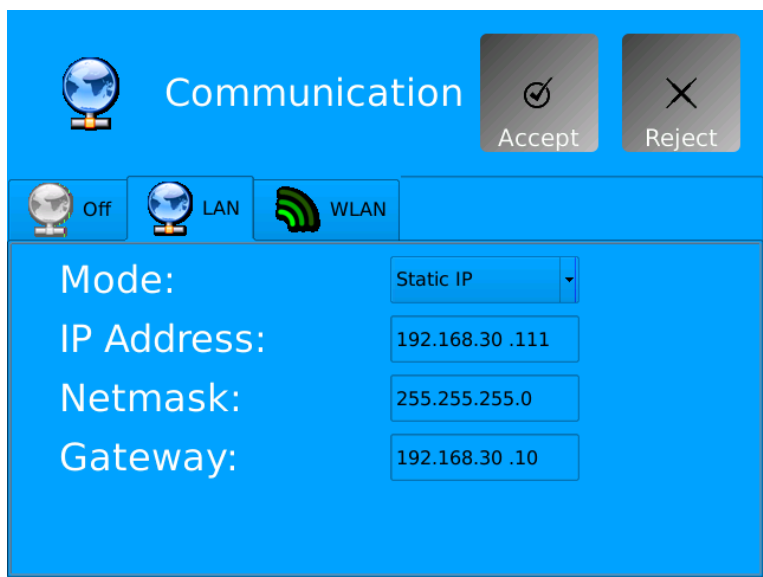 Communication
Accept
Reject
Off
LAN
WLAN
Mode:
Static IP
IP Address:
192.168.30 .111
Netmask:
255.255.255.0
Gateway:
192.168.30 .10